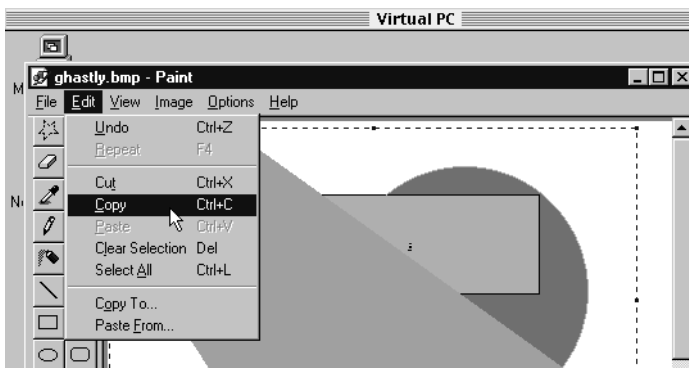 Virtual PC
ghastly.bmp - Paint
File Edit View Image Options Help
Undo Ctrl+Z
Repeat F4
Cut Ctrl+X
Copy Ctrl+C
Paste Ctrl+V
Clear Selection Del
Select All Ctrl+L
Copy To...
Paste From...